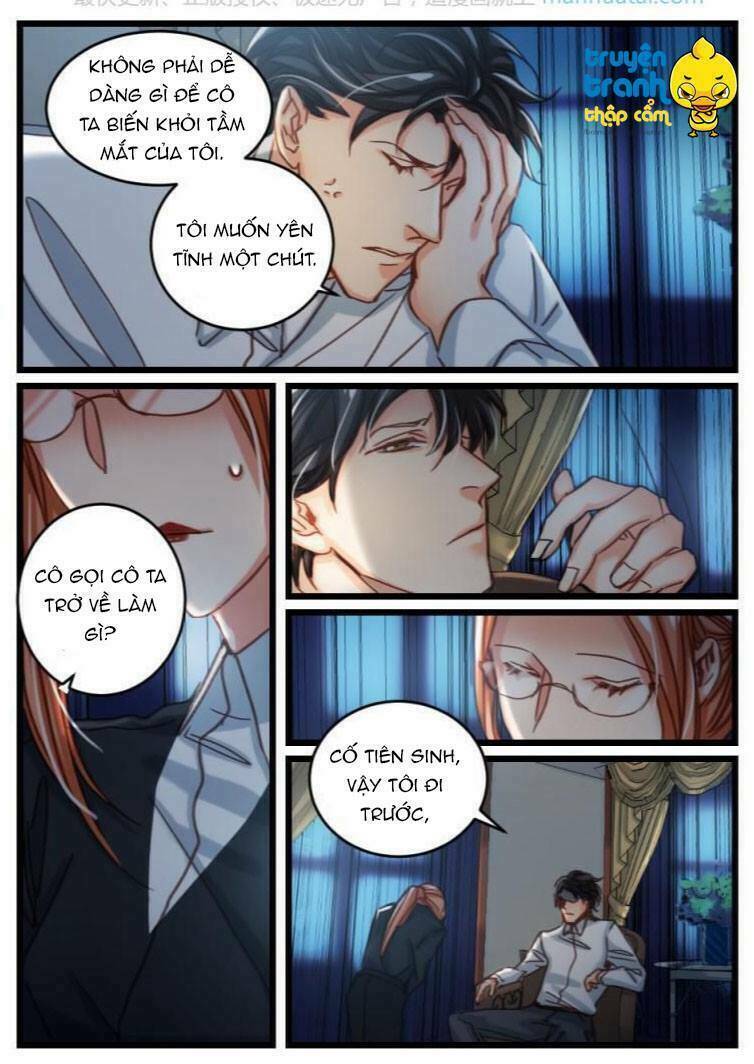 manhuatai.com
truyện
tranh
thập cẩm
KHÔNG PHẢI DỄ
DÀNG GÌ ĐỂ CÔ
TA BIẾN KHỎI TẦM
MẮT CỦA TÔI.
TÔI MUỐN YÊN
TĨNH MỘT CHÚT.
CÔ GỌI CÔ TA
TRỞ VỀ LÀM
GÌ?
CỐ TIÊN SINH,
VẬY TÔI ĐI
TRƯỚC,